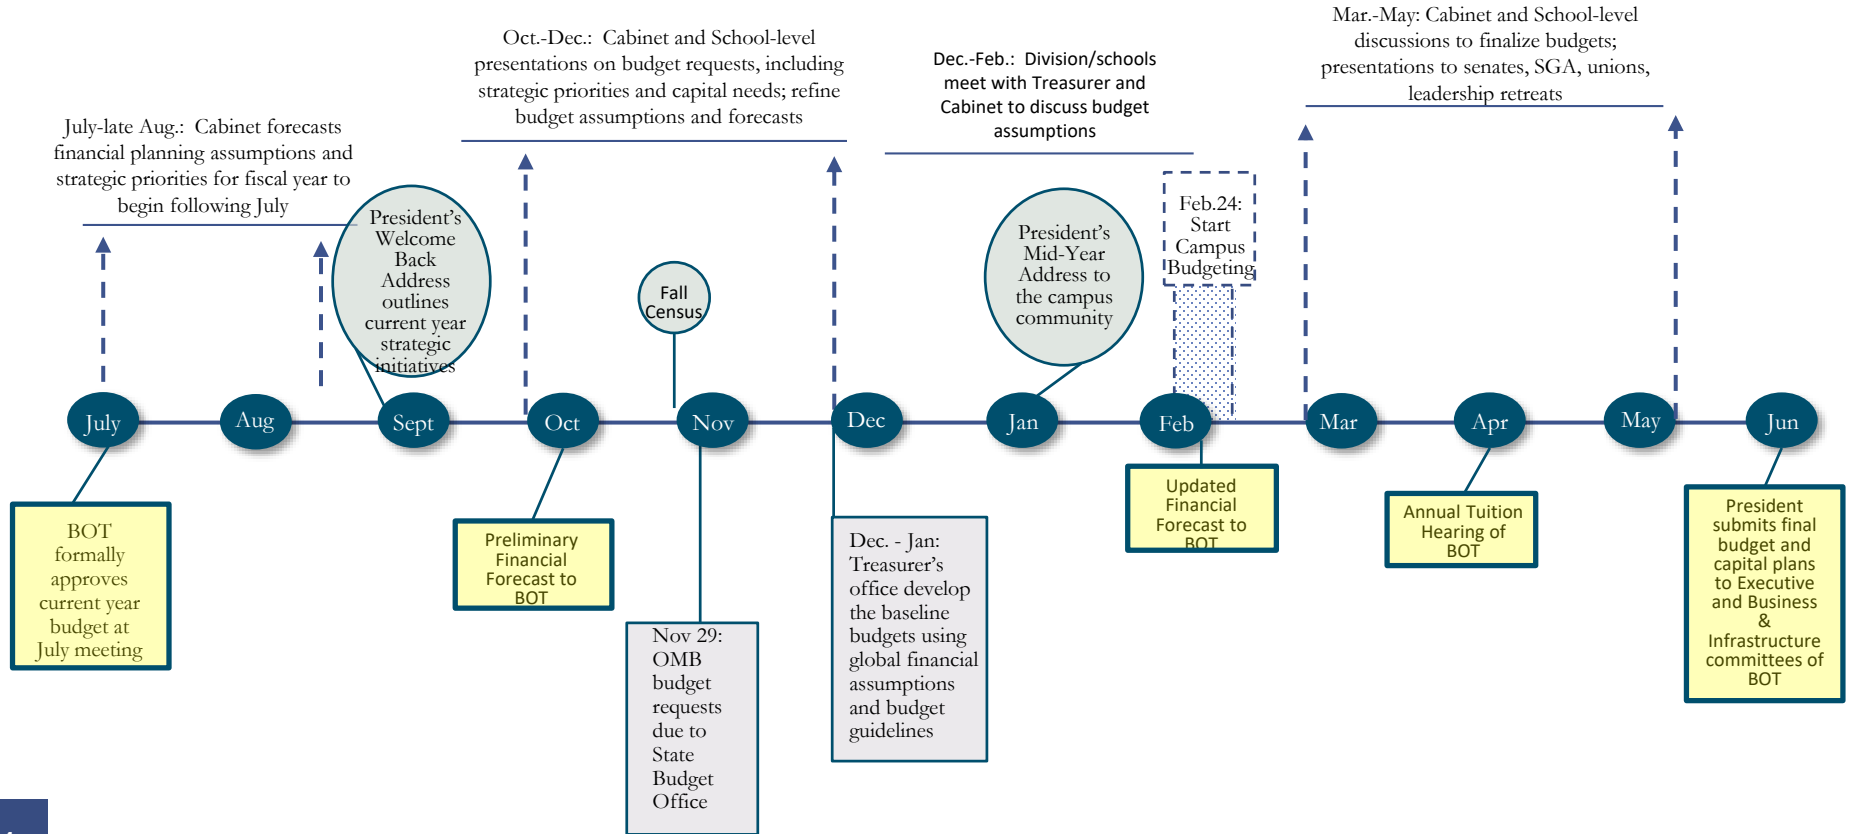 July-late Aug.: Cabinet forecasts
financial planning assumptions and
strategic priorities for fiscal year to
begin following July
Oct.-Dec.: Cabinet and School-level
presentations on budget requests, including
strategic priorities and capital needs; refine
budget assumptions and forecasts
Dec.-Feb.: Division/schools
meet with Treasurer and
Cabinet to discuss budget
assumptions
Mar.-May: Cabinet and School-level
discussions to finalize budgets;
presentations to senates, SGA, unions,
leadership retreats
President's
Welcome
Back
Address
outlines
current year
strategic
initiatives
Fall
Census
President's
Mid-Year
Address to
the campus
community
Feb.24:
Start
Campus
Budgeting
July
Aug
Sept
Oct
Nov
Dec
Jan
Feb
Mar
Apr
May
Jun
BOT
formally
approves
current year
budget at
July meeting
Preliminary
Financial
Forecast to
BOT
Nov 29:
OMB
budget
requests
due to
State
Budget
Office
Dec. - Jan:
Treasurer's
office develop
the baseline
budgets using
global financial
assumptions
and budget
guidelines
Updated
Financial
Forecast to
BOT
Annual Tuition
Hearing of
BOT
President
submits final
budget and
capital plans
to Executive
and Business
&
Infrastructure
committees of
BOT